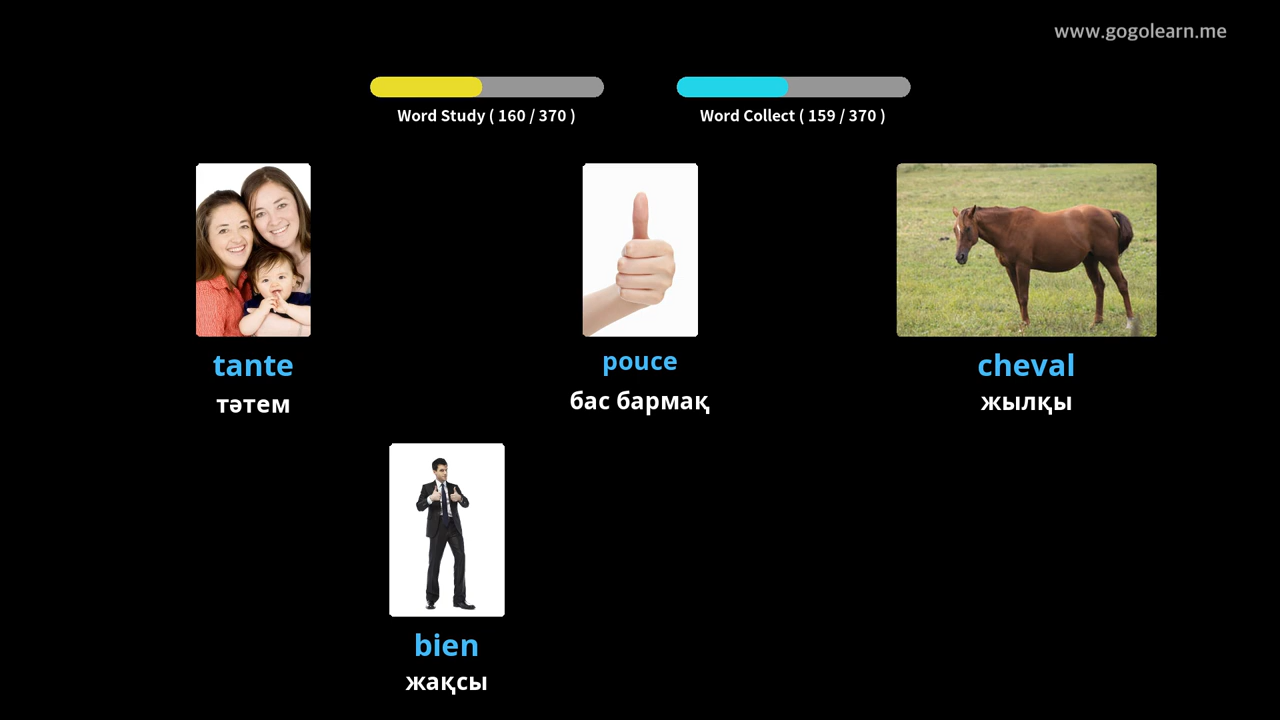 www.gogolearn.me
Word Study ( 160 / 370 )
Word Collect ( 159 / 370 )
tante
тәтем
pouce
бас бармақ
cheval
жылқы
bien
жақсы